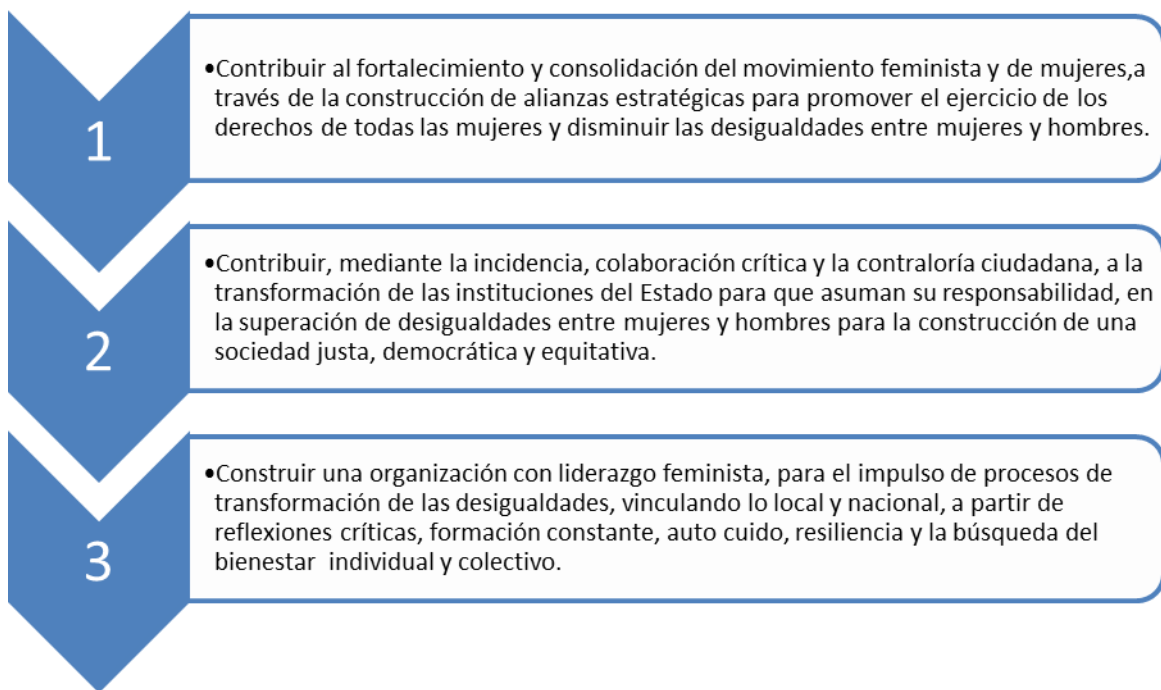 1
•Contribuir al fortalecimiento y consolidación del movimiento feminista y de mujeres,a
través de la construcción de alianzas estratégicas para promover el ejercicio de los
derechos de todas las mujeres y disminuir las desigualdades entre mujeres y hombres.
2
•Contribuir, mediante la incidencia, colaboración crítica y la contraloría ciudadana, a la
transformación de las instituciones del Estado para que asuman su responsabilidad, en
la superación de desigualdades entre mujeres y hombres para la construcción de una
sociedad justa, democrática y equitativa.
3
•Construir una organización con liderazgo feminista, para el impulso de procesos de
transformación de las desigualdades, vinculando lo local y nacional, a partir de
reflexiones críticas, formación constante, auto cuido, resiliencia y la búsqueda del
bienestar  individual y colectivo.